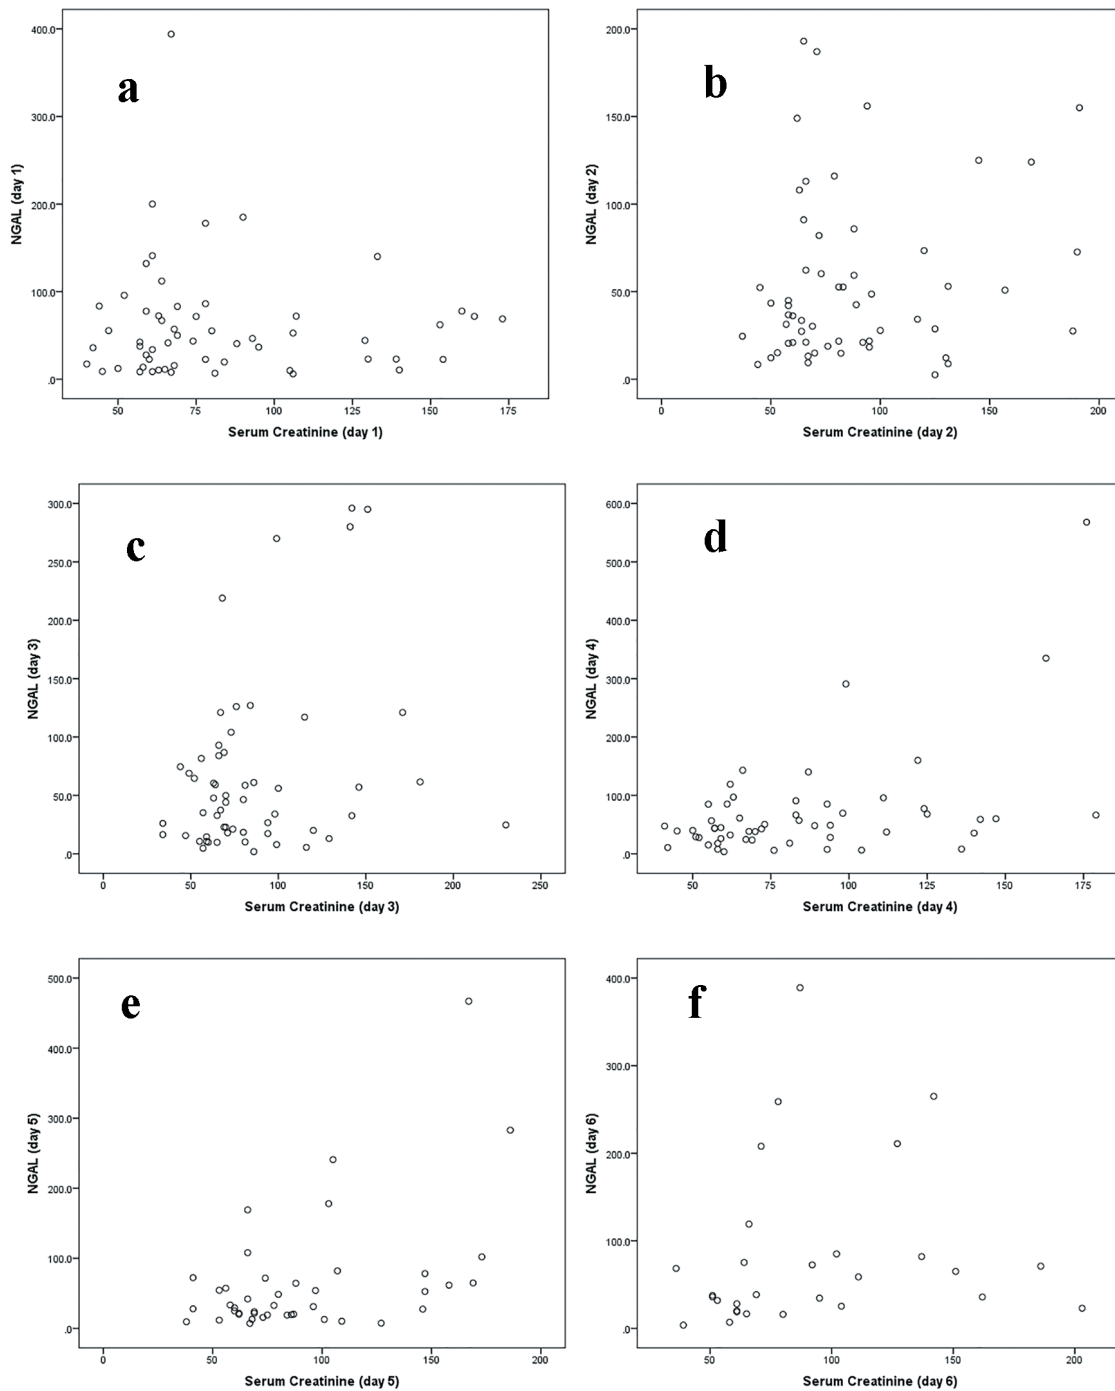 a
400.0
300.0
200.0
100.0
.0
NGAL (day 1)
50 75 100 125 150 175
Serum Creatinine (day 1)
b
200.0
150.0
100.0
50.0
.0
NGAL (day 2)
0 50 100 150 200
Serum Creatinine (day 2)
c
300.0
250.0
200.0
150.0
100.0
50.0
.0
NGAL (day 3)
0 50 100 150 200 250
Serum Creatinine (day 3)
d
600.0
500.0
400.0
300.0
200.0
100.0
.0
NGAL (day 4)
50 75 100 125 150 175
Serum Creatinine (day 4)
e
500.0
400.0
300.0
200.0
100.0
.0
NGAL (day 5)
0 50 100 150 200
Serum Creatinine (day 5)
f
400.0
300.0
200.0
100.0
.0
NGAL (day 6)
50 100 150 200
Serum Creatinine (day 6)